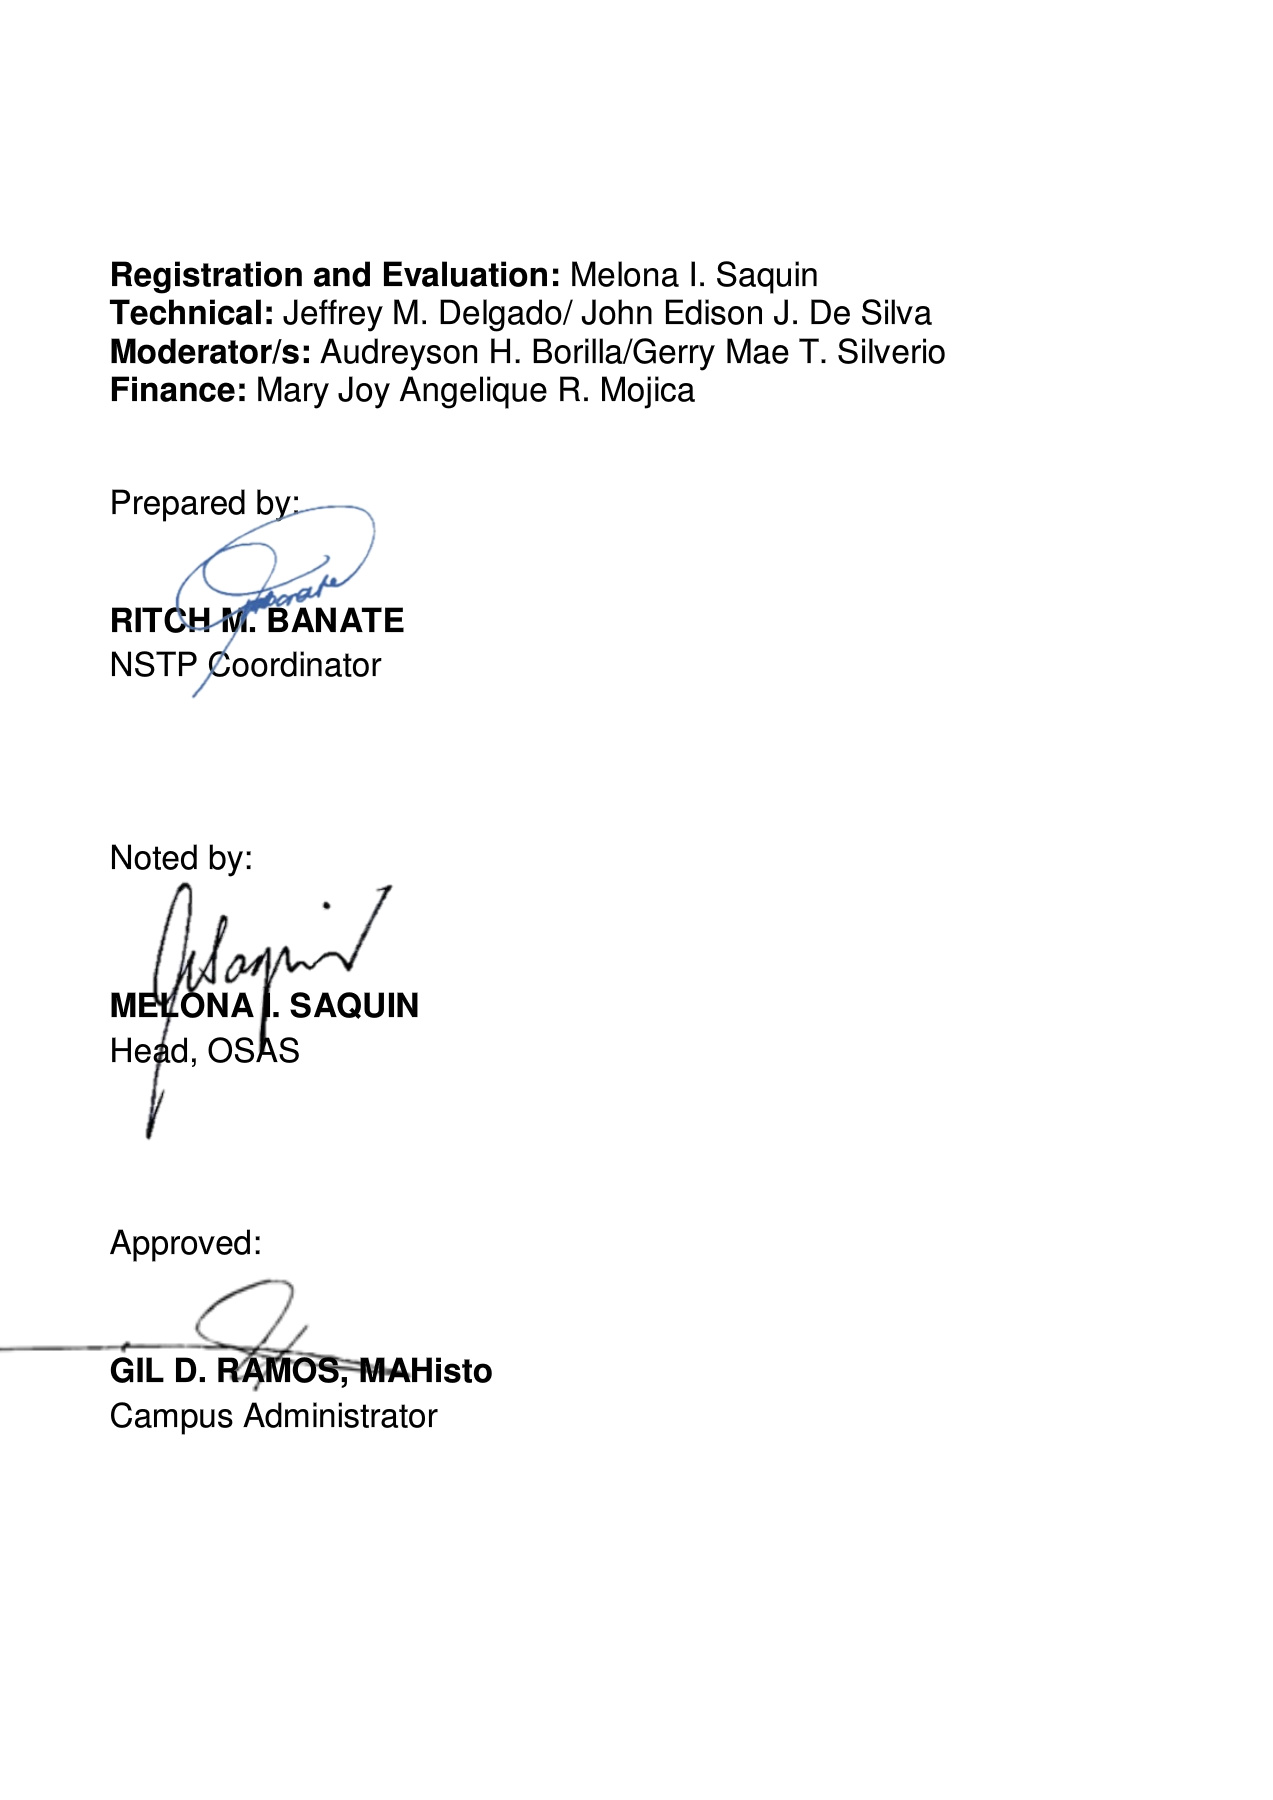 Registration and Evaluation: Melona I. Saquin
Technical: Jeffrey M. Delgado/ John Edison J. De Silva
Moderator/s: Audreyson H. Borilla/Gerry Mae T. Silverio
Finance: Mary Joy Angelique R. Mojica
Prepared by:
RITCH M. BANATE
NSTP Coordinator
Noted by:
MELONA I. SAQUIN
Head, OSAS
Approved:
GIL D. RAMOS, MAHisto
Campus Administrator